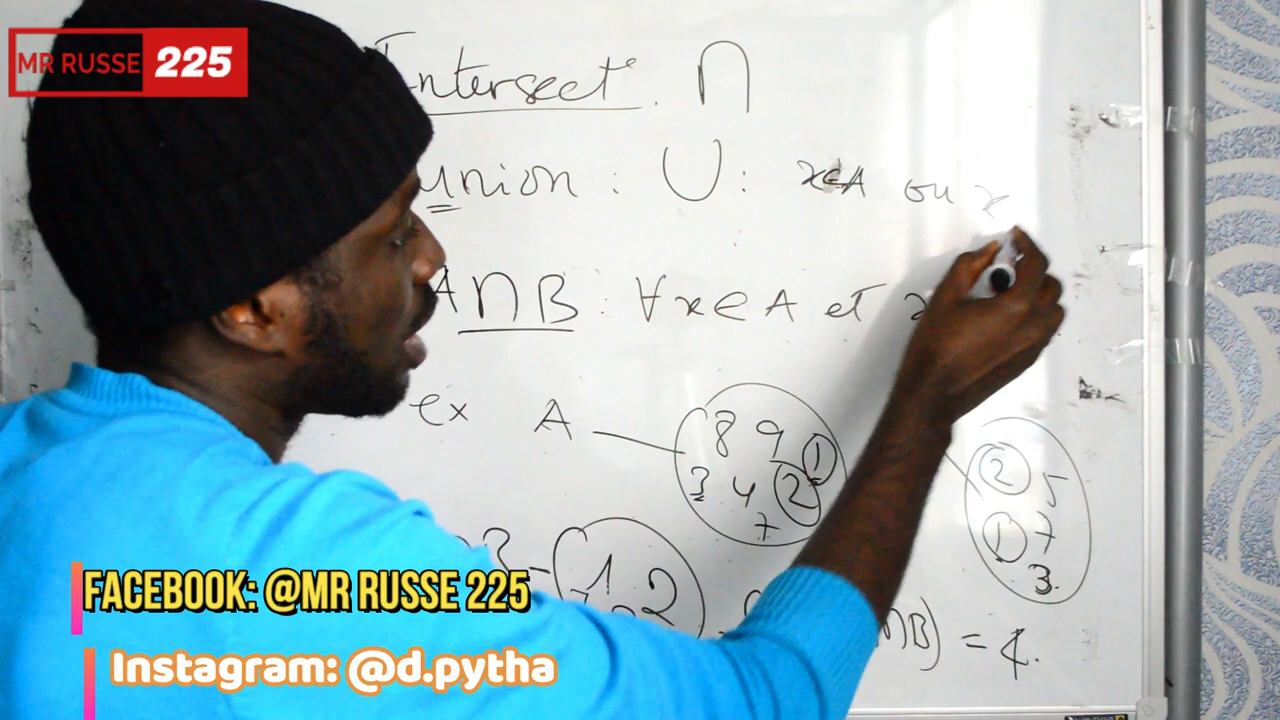 MR RUSSE 225
Intersect. ∩
union : ∪ : x∈A ou x
A∩B : ∀x∈A et x
ex A
8 9 1
3 4 2
7
2 5
1 7
3
B
1 2
∩B) = 4.
FACEBOOK: @MR RUSSE 225
Instagram: @d.pytha